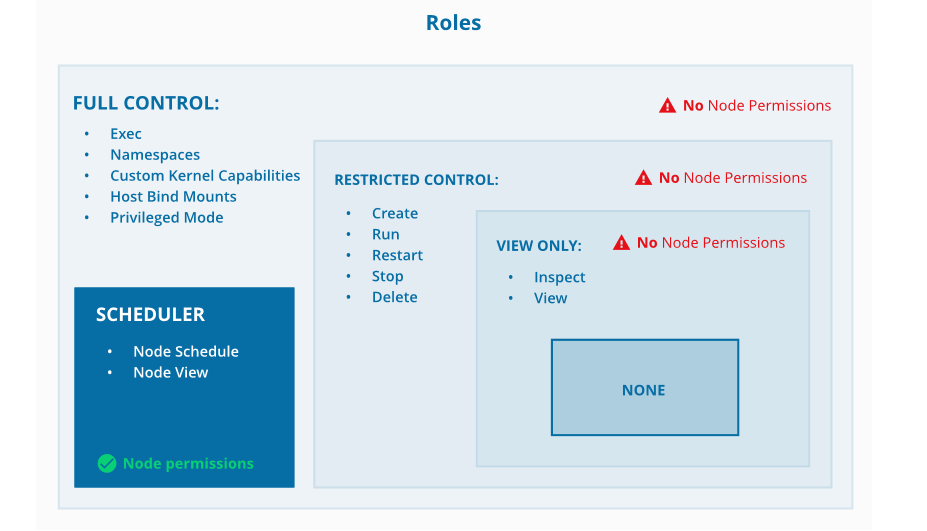 Roles
FULL CONTROL:
No Node Permissions
• Exec
• Namespaces
• Custom Kernel Capabilities
• Host Bind Mounts
• Privileged Mode
RESTRICTED CONTROL:
No Node Permissions
• Create
• Run
• Restart
• Stop
• Delete
VIEW ONLY:
No Node Permissions
• Inspect
• View
NONE
SCHEDULER
• Node Schedule
• Node View
Node permissions